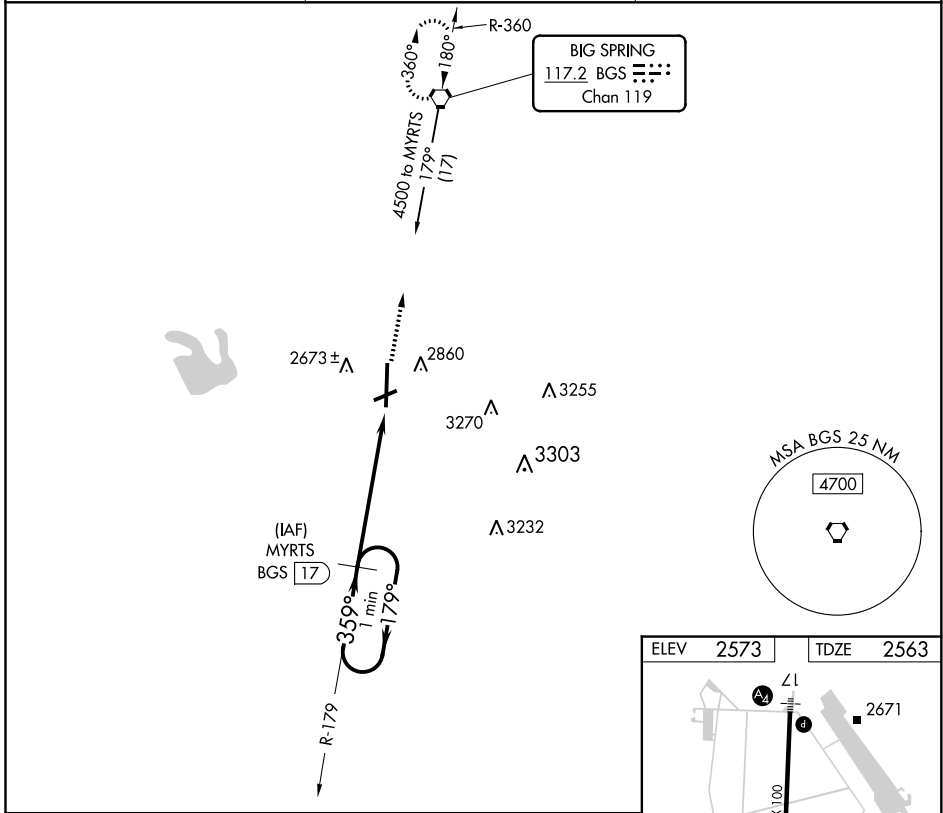 R-360
360°
180°
BIG SPRING
117.2 BGS
Chan 119
4500 to MYRTS
179°
(17)
2673 ±
2860
3255
3270
3303
3232
MSA BGS 25 NM
4700
(IAF)
MYRTS
BGS 17
359°
1 min
179°
R-179
ELEV 2573
TDZE 2563
17
A4
P
2671
X100